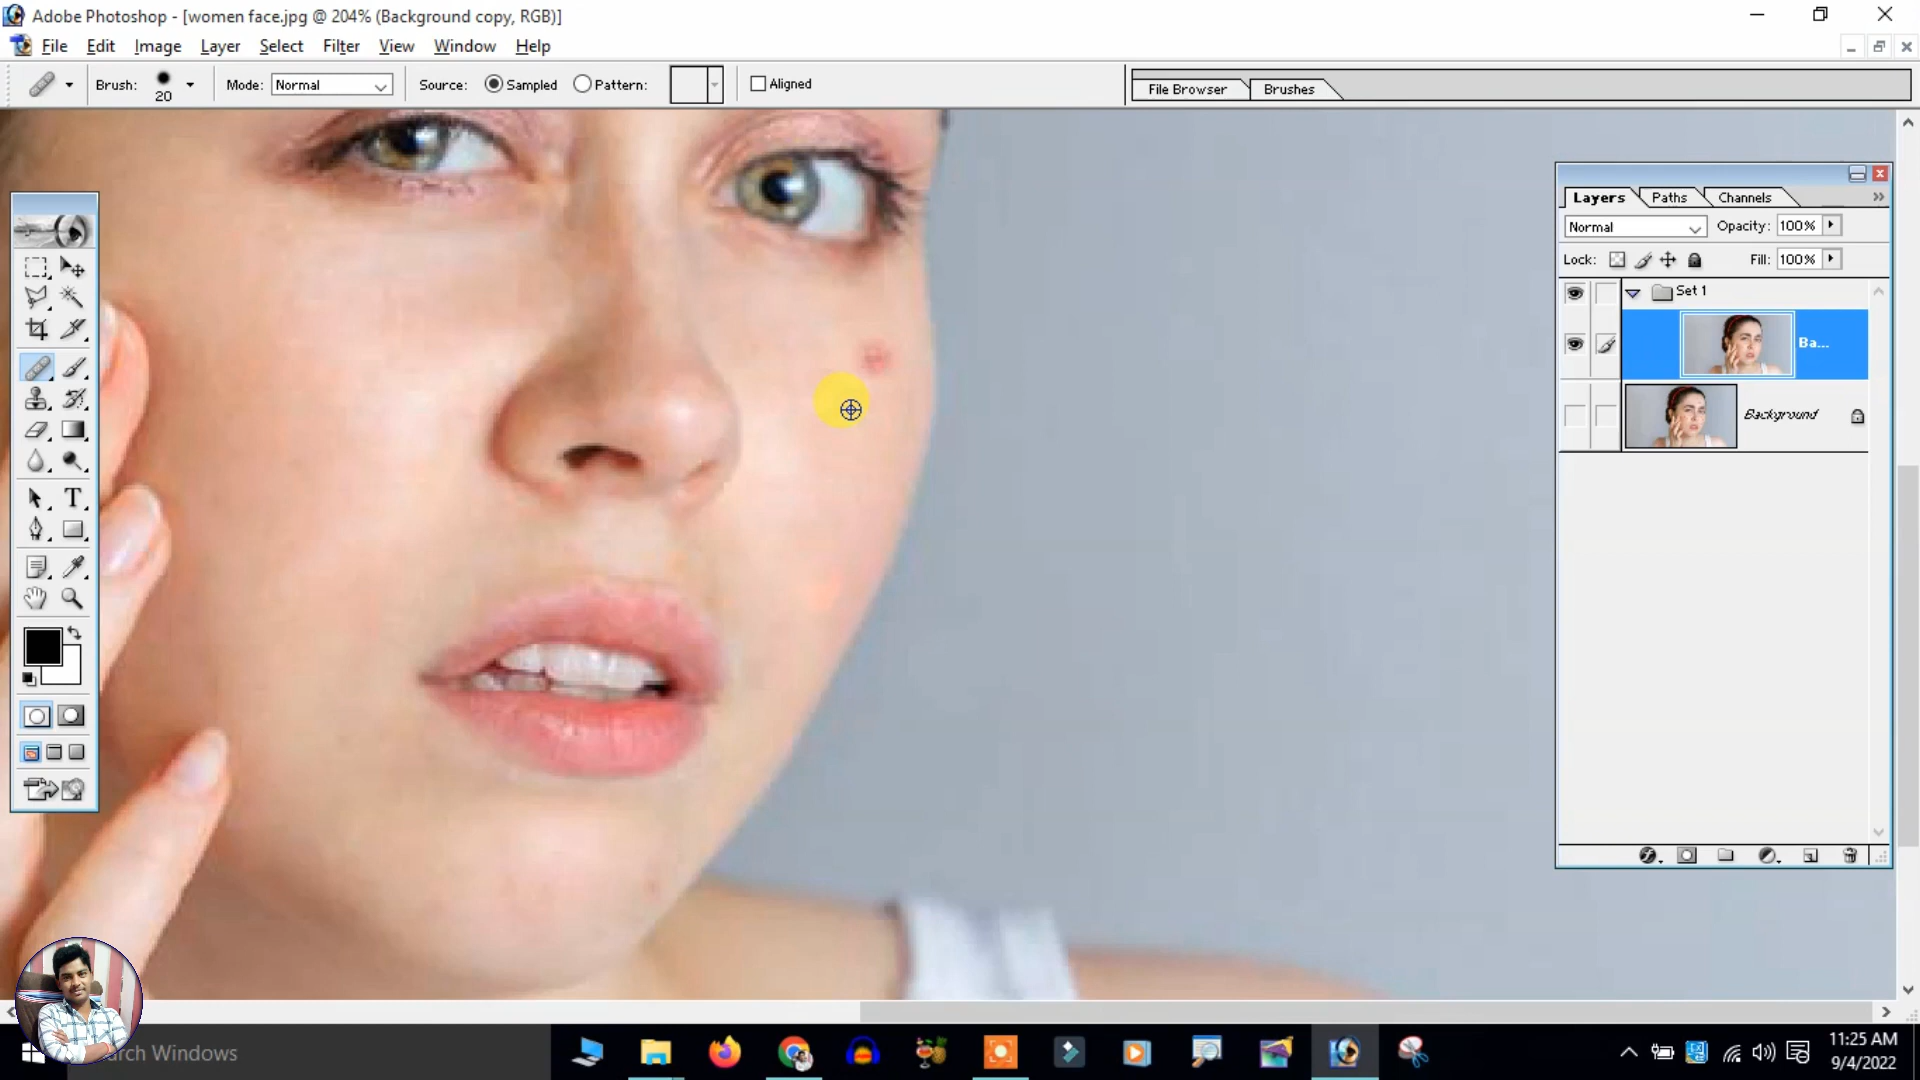 Adobe Photoshop - [women face.jpg @ 204% (Background copy, RGB)]
File Edit Image Layer Select Filter View Window Help
Brush: 20 Mode: Normal Source: Sampled Pattern: Aligned File Browser Brushes
Layers Paths Channels
Normal Opacity: 100%
Lock: Fill: 100%
Set 1
Ba...
Background
T
arch Windows
11:25 AM
9/4/2022